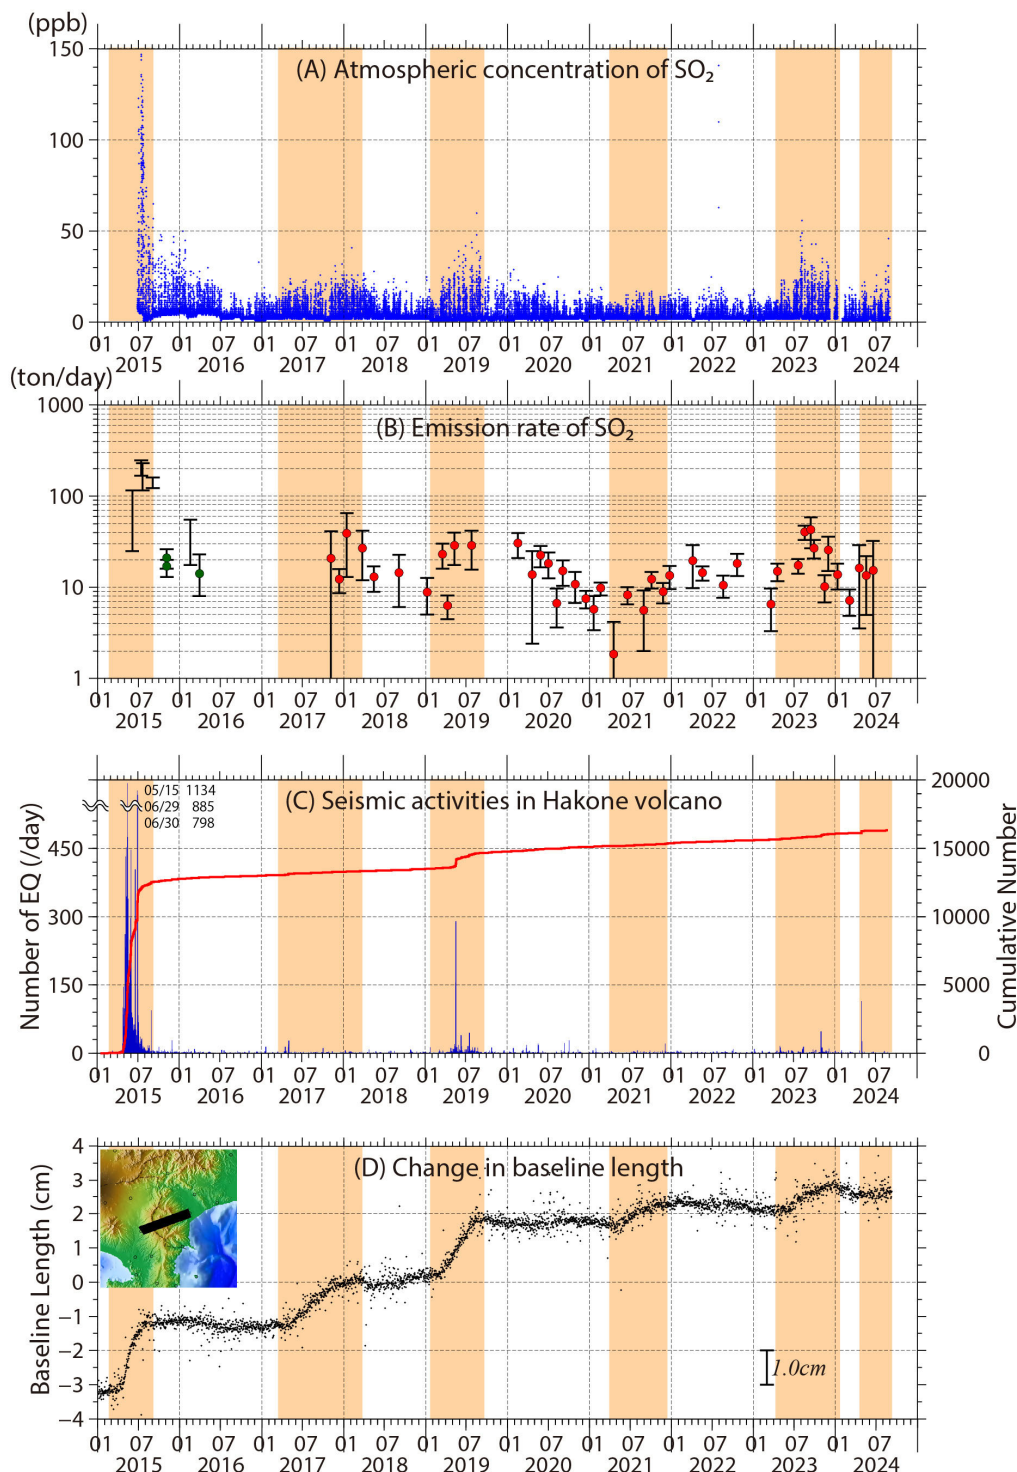 (ppb)
(A) Atmospheric concentration of SO₂
150
100
50
0
01 07 01 07 01 07 01 07 01 07 01 07 01 07 01 07 01 07 01 07
2015 2016 2017 2018 2019 2020 2021 2022 2023 2024
(ton/day)
(B) Emission rate of SO₂
1000
100
10
1
01 07 01 07 01 07 01 07 01 07 01 07 01 07 01 07 01 07 01 07
2015 2016 2017 2018 2019 2020 2021 2022 2023 2024
(C) Seismic activities in Hakone volcano
05/15 1134
06/29 885
06/30 798
Number of EQ (/day)
450
300
150
0
Cumulative Number
20000
15000
10000
5000
0
01 07 01 07 01 07 01 07 01 07 01 07 01 07 01 07 01 07 01 07
2015 2016 2017 2018 2019 2020 2021 2022 2023 2024
(D) Change in baseline length
Baseline Length (cm)
4
3
2
1
0
−1
−2
−3
−4
1.0cm
01 07 01 07 01 07 01 07 01 07 01 07 01 07 01 07 01 07 01 07
2015 2016 2017 2018 2019 2020 2021 2022 2023 2024